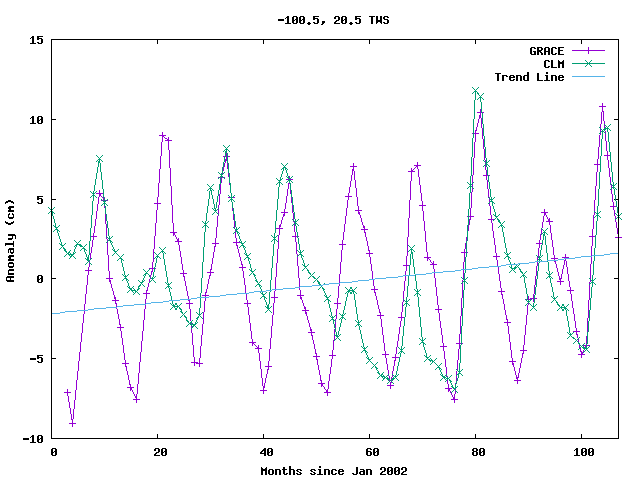 -100.5, 20.5 TWS
GRACE
CLM
Trend Line
15
10
5
0
-5
-10
Anomaly (cm)
0 20 40 60 80 100
Months since Jan 2002